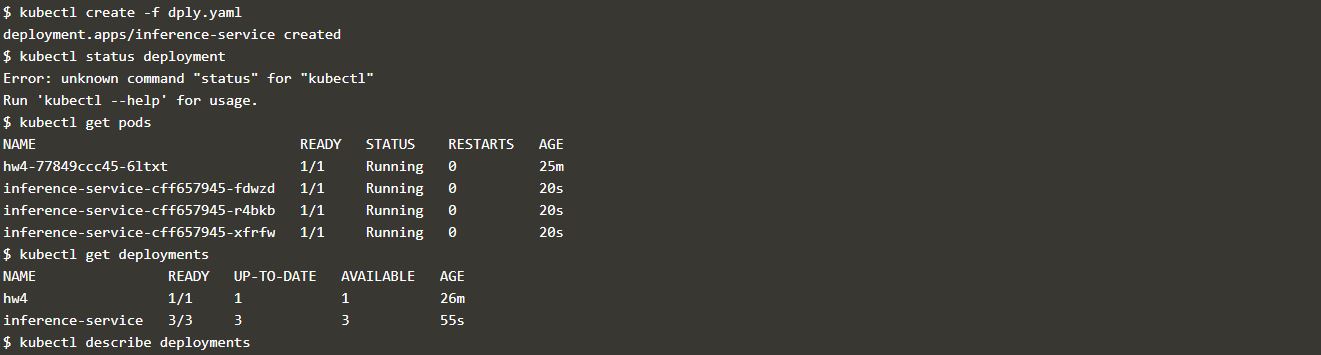 $ kubectl create -f dply.yaml
deployment.apps/inference-service created
$ kubectl status deployment
Error: unknown command "status" for "kubectl"
Run 'kubectl --help' for usage.
$ kubectl get pods
NAME                                READY   STATUS    RESTARTS   AGE
hw4-77849ccc45-6ltxt                1/1     Running   0          25m
inference-service-cff657945-fdwzd   1/1     Running   0          20s
inference-service-cff657945-r4bkb   1/1     Running   0          20s
inference-service-cff657945-xfrfw   1/1     Running   0          20s
$ kubectl get deployments
NAME                READY   UP-TO-DATE   AVAILABLE   AGE
hw4                 1/1     1            1           26m
inference-service   3/3     3            3           55s
$ kubectl describe deployments